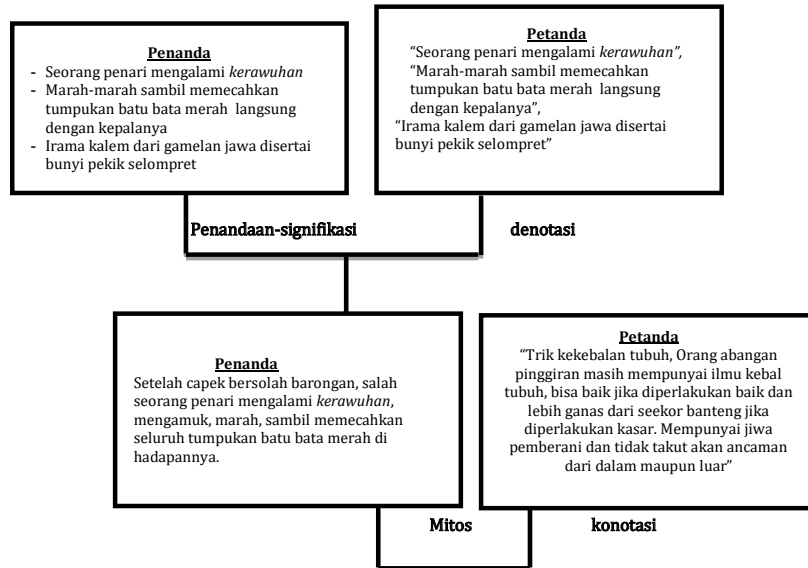 Penanda
- Seorang penari mengalami kerawuhan
- Marah-marah sambil memecahkan
tumpukan batu bata merah langsung
dengan kepalanya
- Irama kalem dari gamelan jawa disertai
bunyi pekik selompret
Petanda
“Seorang penari mengalami kerawuhan”,
“Marah-marah sambil memecahkan
tumpukan batu bata merah langsung
dengan kepalanya”,
“Irama kalem dari gamelan jawa disertai
bunyi pekik selompret”
Penandaan-signifikasi
denotasi
Penanda
Setelah capek bersolah barongan, salah
seorang penari mengalami kerawuhan,
mengamuk, marah, sambil memecahkan
seluruh tumpukan batu bata merah di
hadapannya.
Petanda
“Trik kekebalan tubuh, Orang abangan
pinggiran masih mempunyai ilmu kebal
tubuh, bisa baik jika diperlakukan baik dan
lebih ganas dari seekor banteng jika
diperlakukan kasar. Mempunyai jiwa
pemberani dan tidak takut akan ancaman
dari dalam maupun luar”
Mitos
konotasi